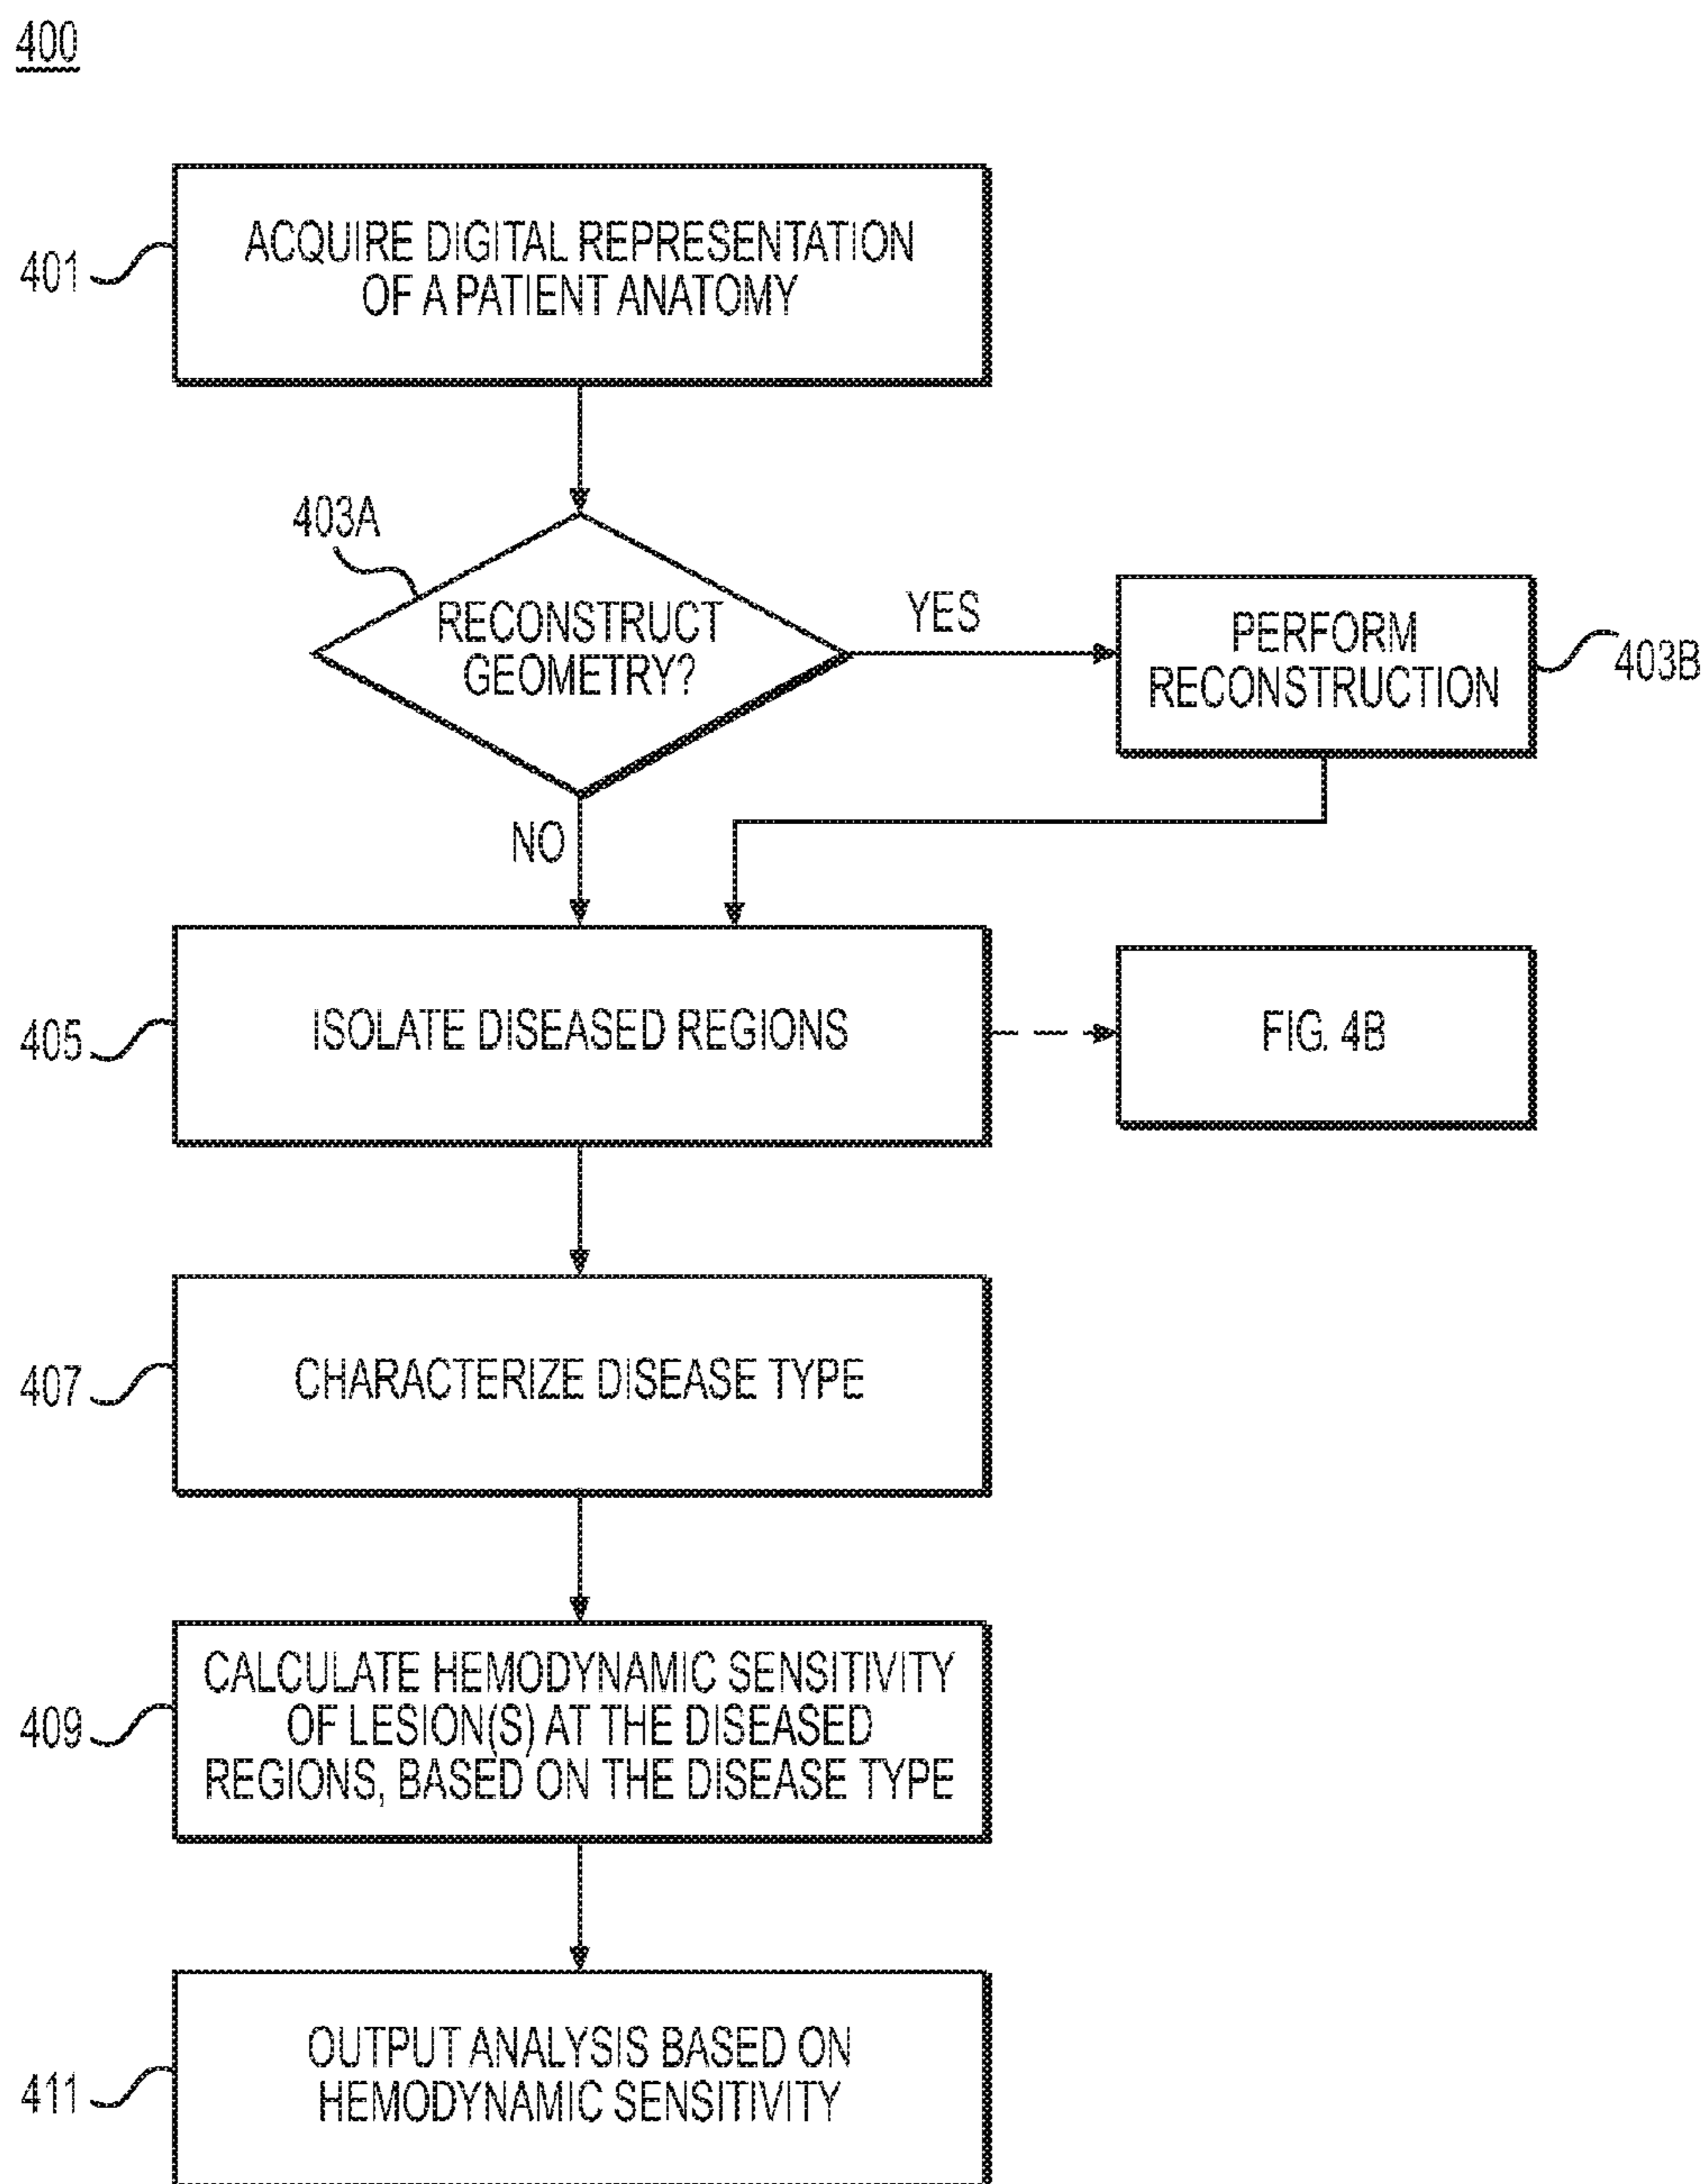 400
401
ACQUIRE DIGITAL REPRESENTATION
OF A PATIENT ANATOMY
403A
RECONSTRUCT
GEOMETRY?
YES
PERFORM
RECONSTRUCTION
403B
NO
405
ISOLATE DISEASED REGIONS
FIG. 4B
407
CHARACTERIZE DISEASE TYPE
409
CALCULATE HEMODYNAMIC SENSITIVITY
OF LESION(S) AT THE DISEASED
REGIONS, BASED ON THE DISEASE TYPE
411
OUTPUT ANALYSIS BASED ON
HEMODYNAMIC SENSITIVITY